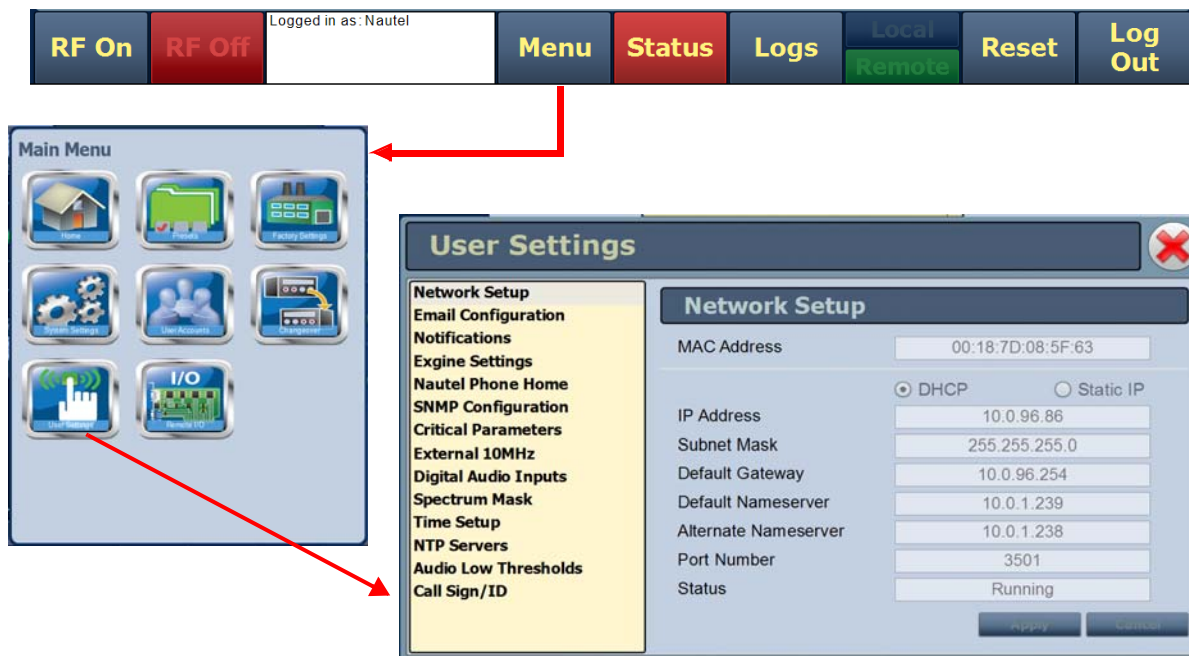 Logged in as: Nautel
RF On
RF Off
Menu
Status
Logs
Local
Remote
Reset
Log
Out
Main Menu
Home
Presets
Factory Settings
System Settings
User Accounts
Changeover
User Settings
I/O
Remote I/O
User Settings
Network Setup
Email Configuration
Notifications
Exgine Settings
Nautel Phone Home
SNMP Configuration
Critical Parameters
External 10MHz
Digital Audio Inputs
Spectrum Mask
Time Setup
NTP Servers
Audio Low Thresholds
Call Sign/ID
Network Setup
MAC Address 00:18:7D:08:5F:63
DHCP Static IP
IP Address 10.0.96.86
Subnet Mask 255.255.255.0
Default Gateway 10.0.96.254
Default Nameserver 10.0.1.239
Alternate Nameserver 10.0.1.238
Port Number 3501
Status Running
Apply Cancel